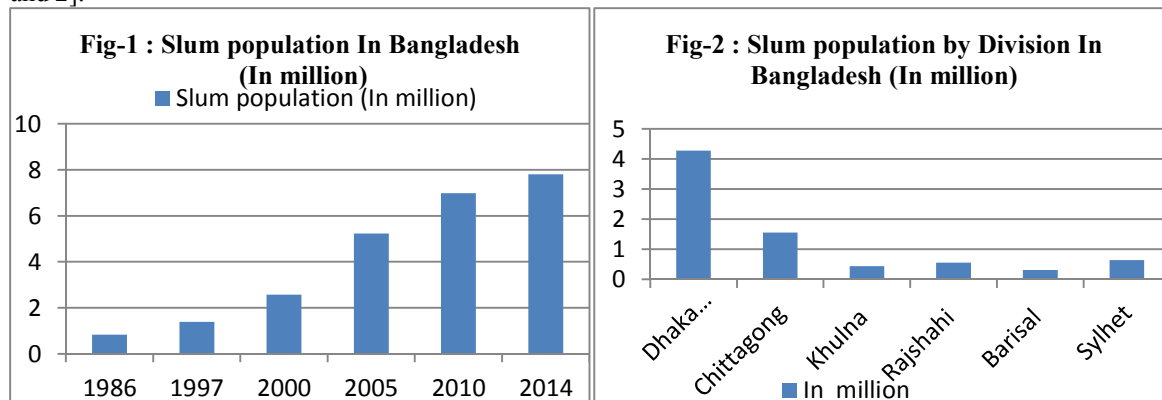 and 2].
Fig-1 : Slum population In Bangladesh
(In million)
Slum population (In million)
10
8
6
4
2
0
1986 1997 2000 2005 2010 2014
Fig-2 : Slum population by Division In
Bangladesh (In million)
5
4
3
2
1
0
Dhaka...
Chittagong
Khulna
Rajshahi
Barisal
Sylhet
In million